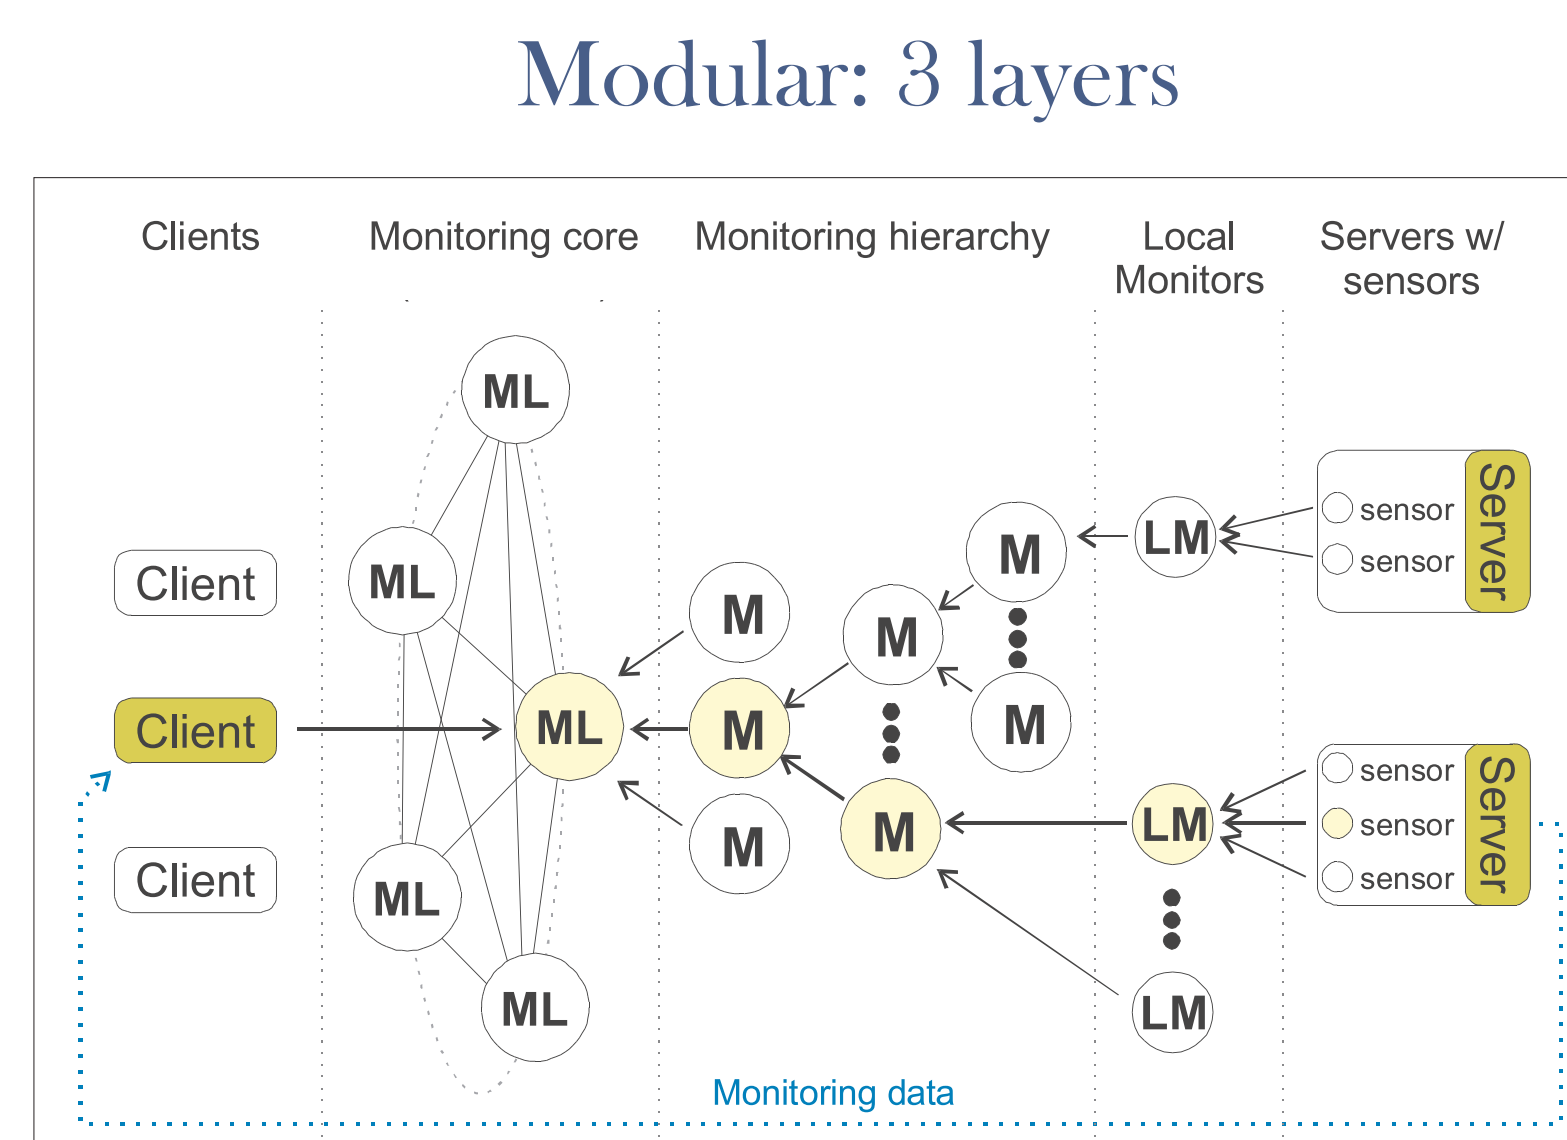 Modular: 3 layers
Clients
Monitoring core
Monitoring hierarchy
Local
Monitors
Servers w/
sensors
ML
ML
ML
ML
ML
Client
Client
Client
M
M
M
M
M
M
M
LM
LM
LM
sensor
sensor
Server
sensor
sensor
sensor
Server
Monitoring data